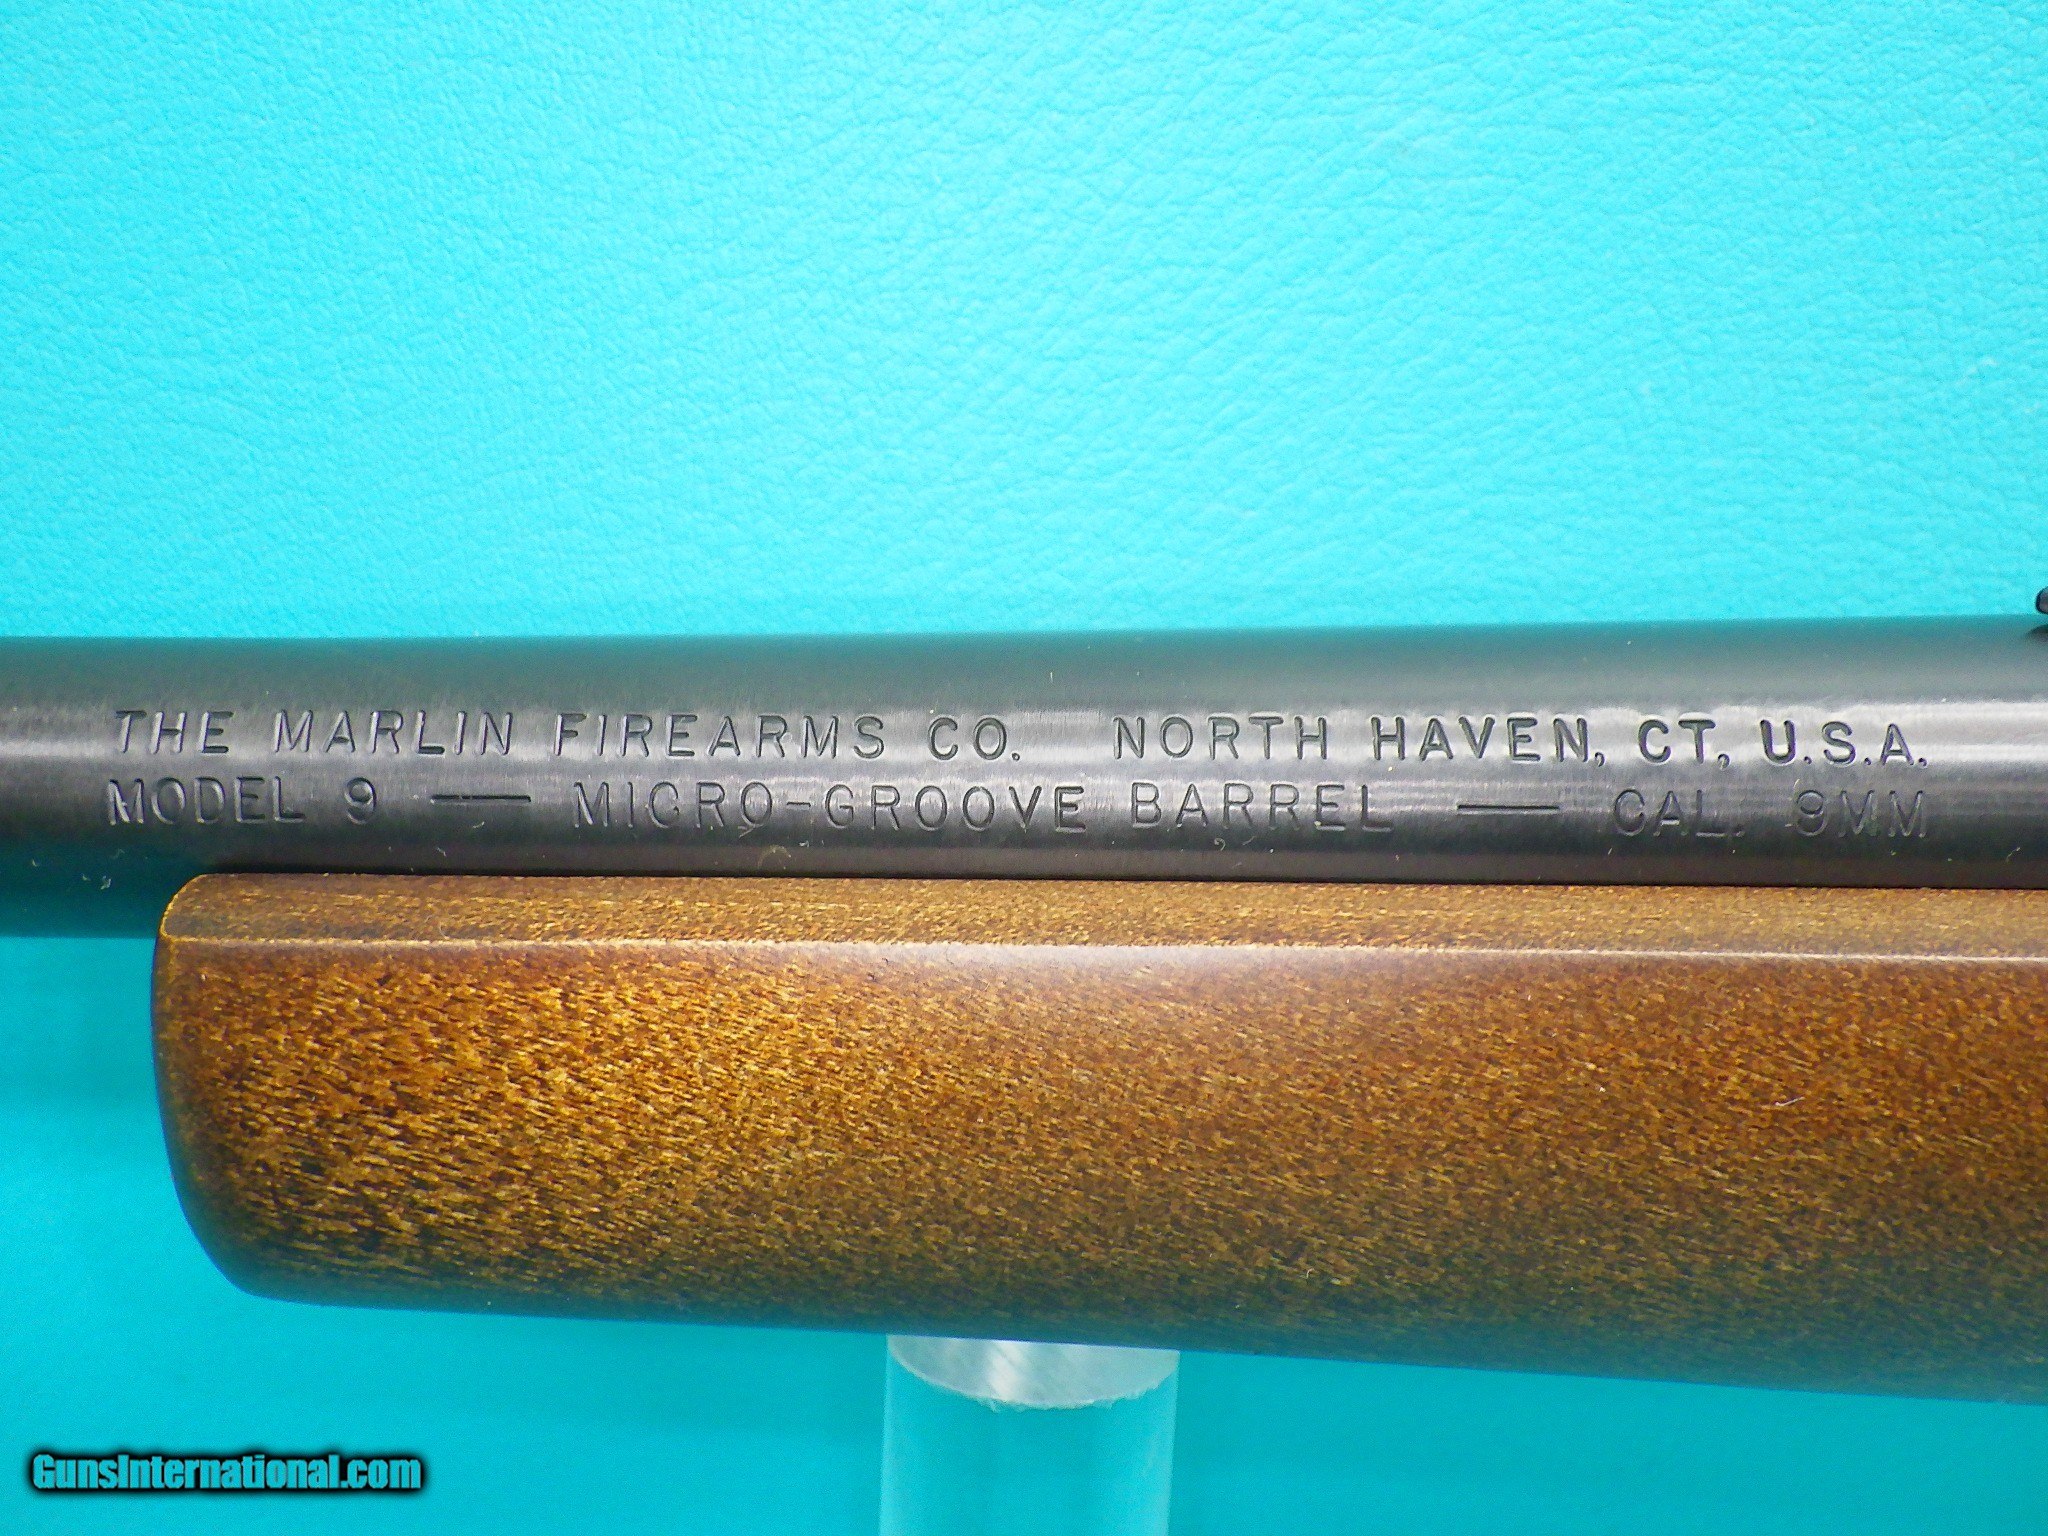 THE MARLIN FIREARMS CO. NORTH HAVEN, CT, U.S.A.
MODEL 9 — MICRO-GROOVE BARREL — CAL. 9MM
GunsInternational.com